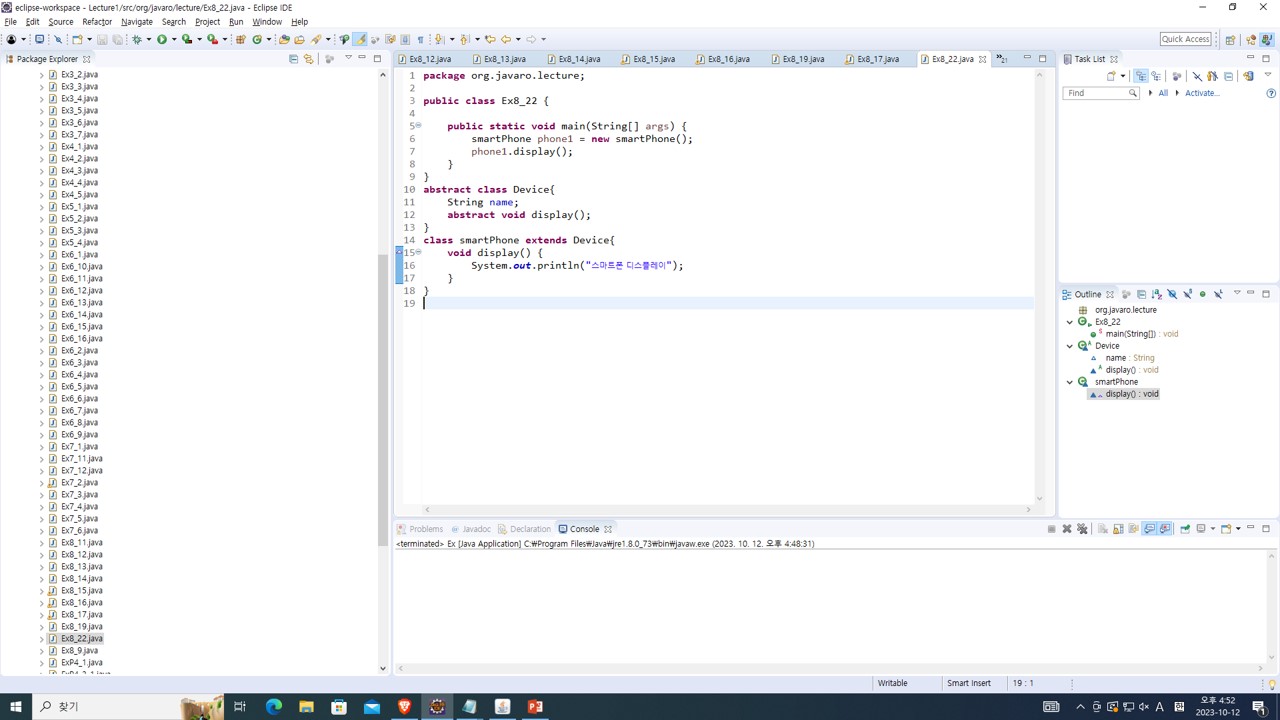 eclipse-workspace - Lecture1/src/org/javaro/lecture/Ex8_22.java - Eclipse IDE
File Edit Source Refactor Navigate Search Project Run Window Help
Quick Access
Package Explorer
Ex3_2.java
Ex3_3.java
Ex3_4.java
Ex3_5.java
Ex3_6.java
Ex3_7.java
Ex4_1.java
Ex4_2.java
Ex4_3.java
Ex4_4.java
Ex4_5.java
Ex5_1.java
Ex5_2.java
Ex5_3.java
Ex5_4.java
Ex6_1.java
Ex6_10.java
Ex6_11.java
Ex6_12.java
Ex6_13.java
Ex6_14.java
Ex6_15.java
Ex6_16.java
Ex6_2.java
Ex6_3.java
Ex6_4.java
Ex6_5.java
Ex6_6.java
Ex6_7.java
Ex6_8.java
Ex6_9.java
Ex7_1.java
Ex7_11.java
Ex7_12.java
Ex7_2.java
Ex7_3.java
Ex7_4.java
Ex7_5.java
Ex7_6.java
Ex8_11.java
Ex8_12.java
Ex8_13.java
Ex8_14.java
Ex8_15.java
Ex8_16.java
Ex8_17.java
Ex8_19.java
Ex8_22.java
Ex8_9.java
ExP4_1.java
Ex8_12.java Ex8_13.java Ex8_14.java Ex8_15.java Ex8_16.java Ex8_19.java Ex8_17.java Ex8_22.java
1 package org.javaro.lecture;
2
3 public class Ex8_22 {
4
5 public static void main(String[] args) {
6 smartPhone phone1 = new smartPhone();
7 phone1.display();
8 }
9 }
10 abstract class Device{
11 String name;
12 abstract void display();
13 }
14 class smartPhone extends Device{
15 void display() {
16 System.out.println("스마트폰 디스플레이");
17 }
18 }
19
Task List
Find All Activate...
Outline
org.javaro.lecture
Ex8_22
main(String[]) : void
Device
name : String
display() : void
smartPhone
display() : void
Problems Javadoc Declaration Console
<terminated> Ex [Java Application] C:₩Program Files₩Java₩jre1.8.0_73₩bin₩javaw.exe (2023. 10. 12. 오후 4:48:31)
Writable Smart Insert 19 : 1
찾기
A
오후 4:52
2023-10-12
1